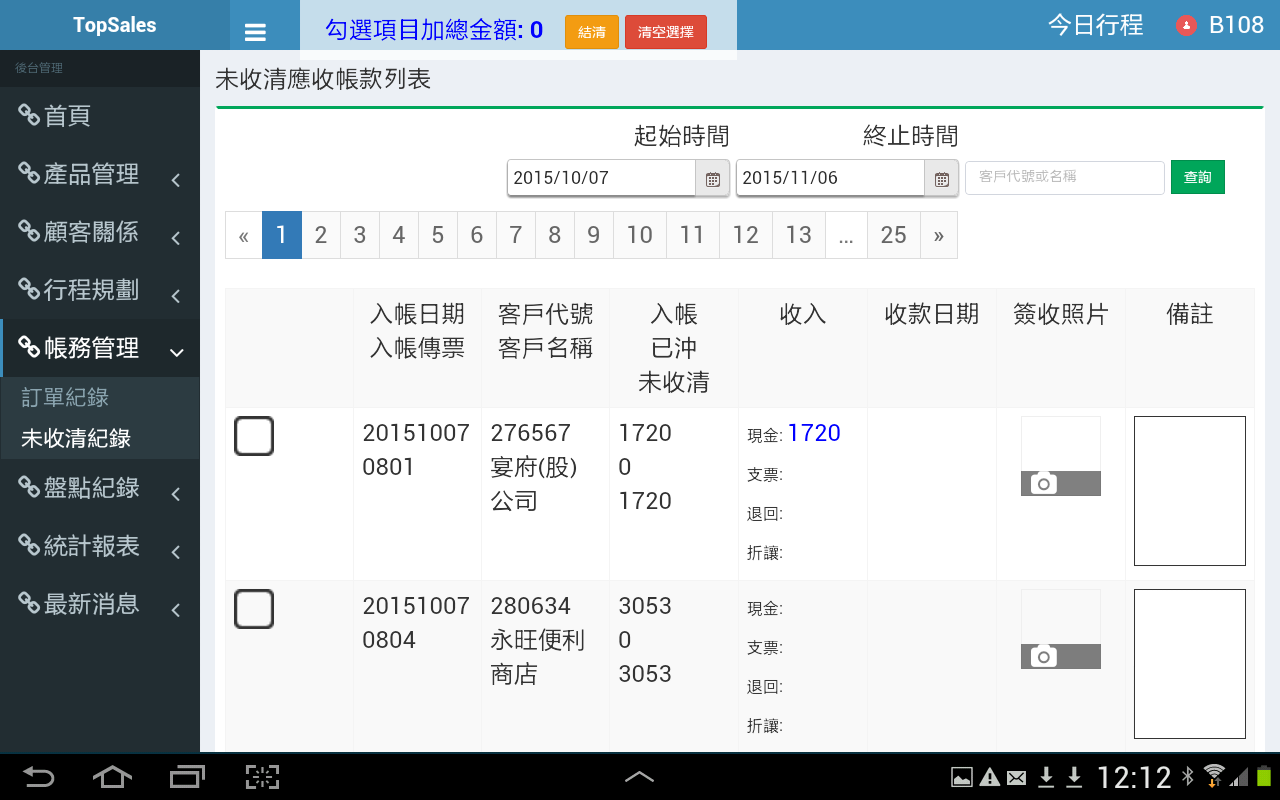 TopSales
勾選項目加總金額: 0
結清
清空選擇
今日行程
B108
後台管理
首頁
產品管理
顧客關係
行程規劃
帳務管理
訂單紀錄
未收清紀錄
盤點紀錄
統計報表
最新消息
未收清應收帳款列表
起始時間
終止時間
2015/10/07
2015/11/06
客戶代號或名稱
查詢
« 1 2 3 4 5 6 7 8 9 10 11 12 13 ... 25 »
入帳日期
入帳傳票
客戶代號
客戶名稱
入帳
已沖
未收清
收入
收款日期
簽收照片
備註
20151007
0801
276567
宴府(股)
公司
1720
0
1720
現金: 1720
支票:
退回:
折讓:
20151007
0804
280634
永旺便利
商店
3053
0
3053
現金:
支票:
退回:
折讓:
12:12